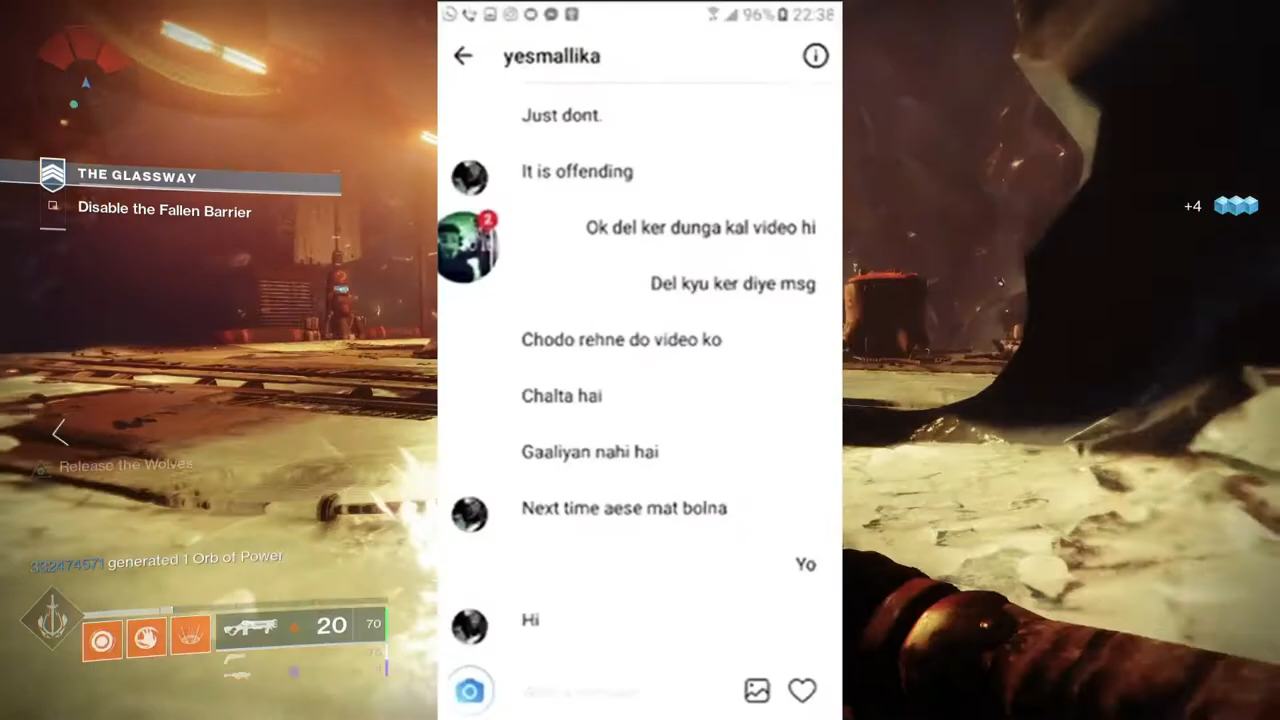 96% 22:38
yesmallika
Just dont.
It is offending
2
Ok del ker dunga kal video hi
Del kyu ker diye msg
Chodo rehne do video ko
Chalta hai
Gaaliyan nahi hai
Next time aese mat bolna
Yo
Hi
THE GLASSWAY
Disable the Fallen Barrier
+4
Release the Wolves
332474571 generated 1 Orb of Power
20 70